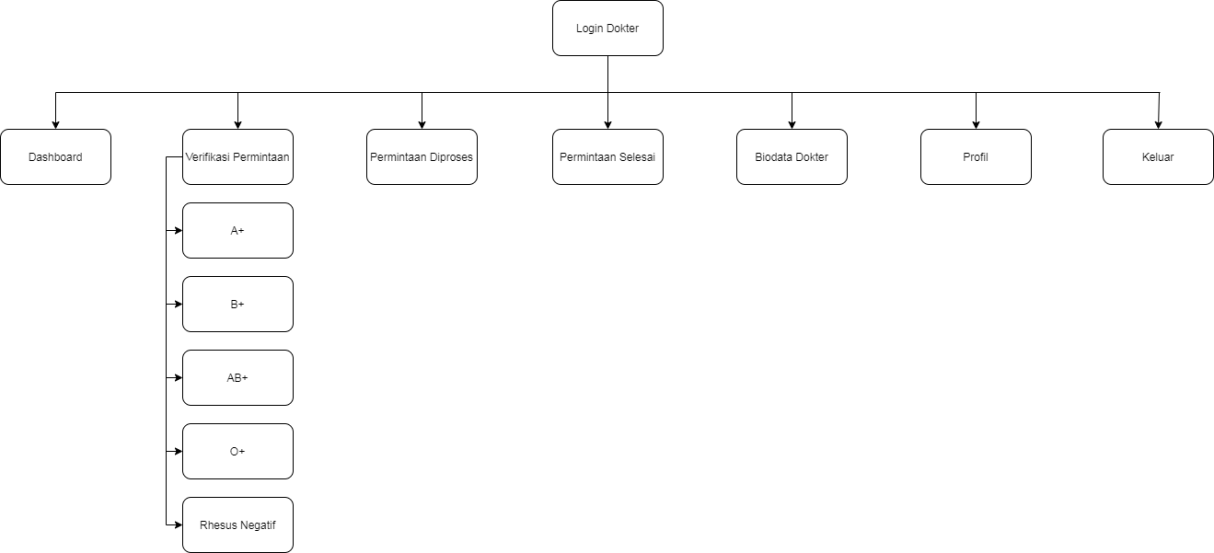 Login Dokter
Dashboard
Verifikasi Permintaan
Permintaan Diproses
Permintaan Selesai
Biodata Dokter
Profil
Keluar
A+
B+
AB+
O+
Rhesus Negatif